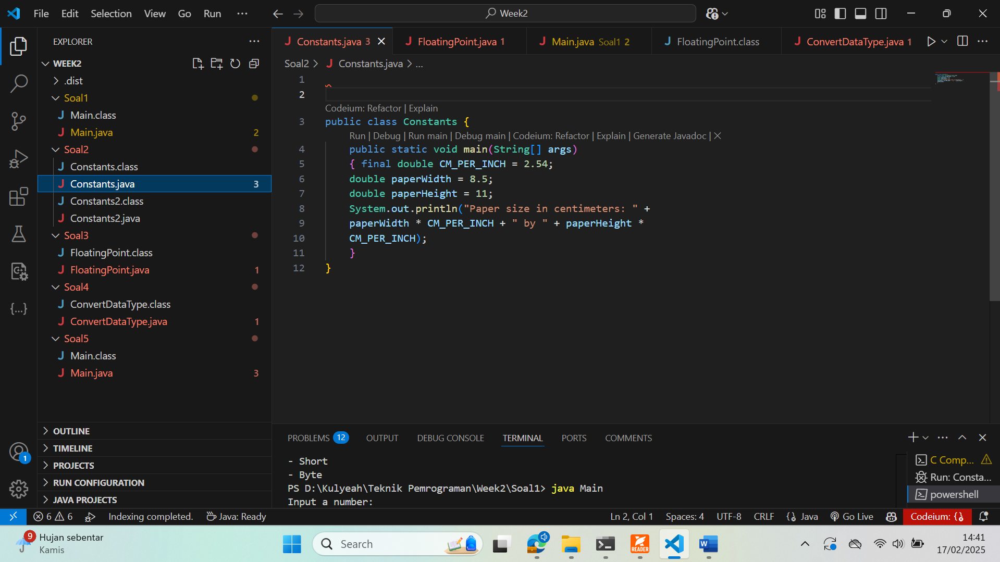 File Edit Selection View Go Run ···
Week2
EXPLORER
WEEK2
.dist
Soal1
Main.class
Main.java 2
Soal2
Constants.class
Constants.java 3
Constants2.class
Constants2.java
Soal3
FloatingPoint.class
FloatingPoint.java 1
Soal4
ConvertDataType.class
ConvertDataType.java 1
Soal5
Main.class
Main.java 3
OUTLINE
TIMELINE
PROJECTS
RUN CONFIGURATION
JAVA PROJECTS
Constants.java 3 FloatingPoint.java 1 Main.java Soal1 2 FloatingPoint.class ConvertDataType.java 1
Soal2 > Constants.java > ...
1
2
Codeium: Refactor | Explain
3 public class Constants {
Run | Debug | Run main | Debug main | Codeium: Refactor | Explain | Generate Javadoc | ×
4 public static void main(String[] args)
5 { final double CM_PER_INCH = 2.54;
6 double paperWidth = 8.5;
7 double paperHeight = 11;
8 System.out.println("Paper size in centimeters: " +
9 paperWidth * CM_PER_INCH + " by " + paperHeight *
10 CM_PER_INCH);
11 }
12 }
PROBLEMS 12 OUTPUT DEBUG CONSOLE TERMINAL PORTS COMMENTS
- Short
- Byte
PS D:\Kulyeah\Teknik Pemrograman\Week2\Soal1> java Main
Input a number:
C Comp...
Run: Consta...
powershell
1
6 6 Indexing completed. Java: Ready Ln 2, Col 1 Spaces: 4 UTF-8 CRLF {} Java Go Live Codeium: {}
9 Hujan sebentar
Kamis
Search
READER
14:41
17/02/2025